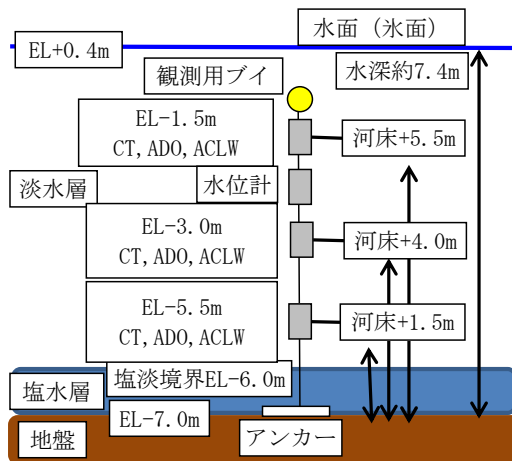 水面（氷面）
EL+0.4m
水深約7.4m
観測用ブイ
EL-1.5m
CT,ADO,ACLW
河床+5.5m
淡水層
水位計
EL-3.0m
CT,ADO,ACLW
河床+4.0m
EL-5.5m
CT,ADO,ACLW
河床+1.5m
塩淡境界EL-6.0m
塩水層
EL-7.0m
地盤
アンカー